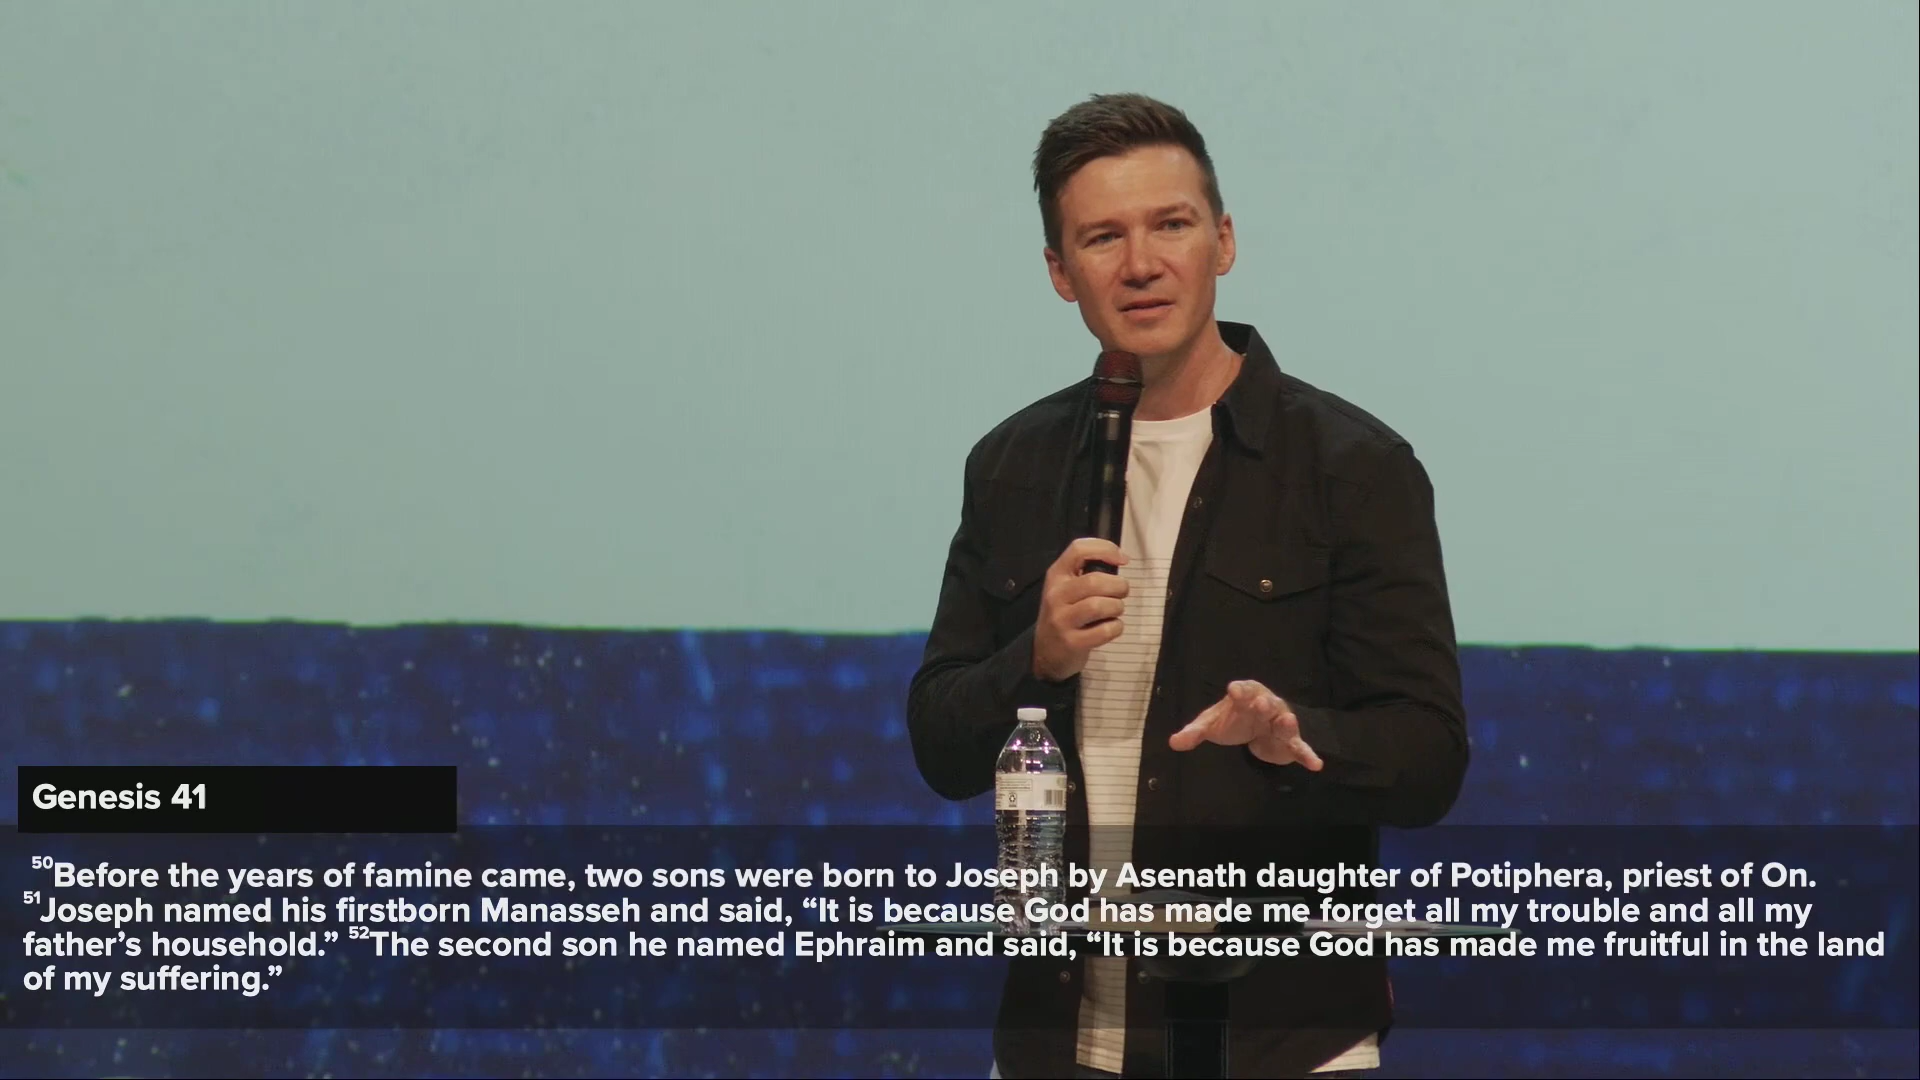 Genesis 41
⁵⁰Before the years of famine came, two sons were born to Joseph by Asenath daughter of Potiphera, priest of On.
⁵¹Joseph named his firstborn Manasseh and said, “It is because God has made me forget all my trouble and all my
father’s household.” ⁵²The second son he named Ephraim and said, “It is because God has made me fruitful in the land
of my suffering.”